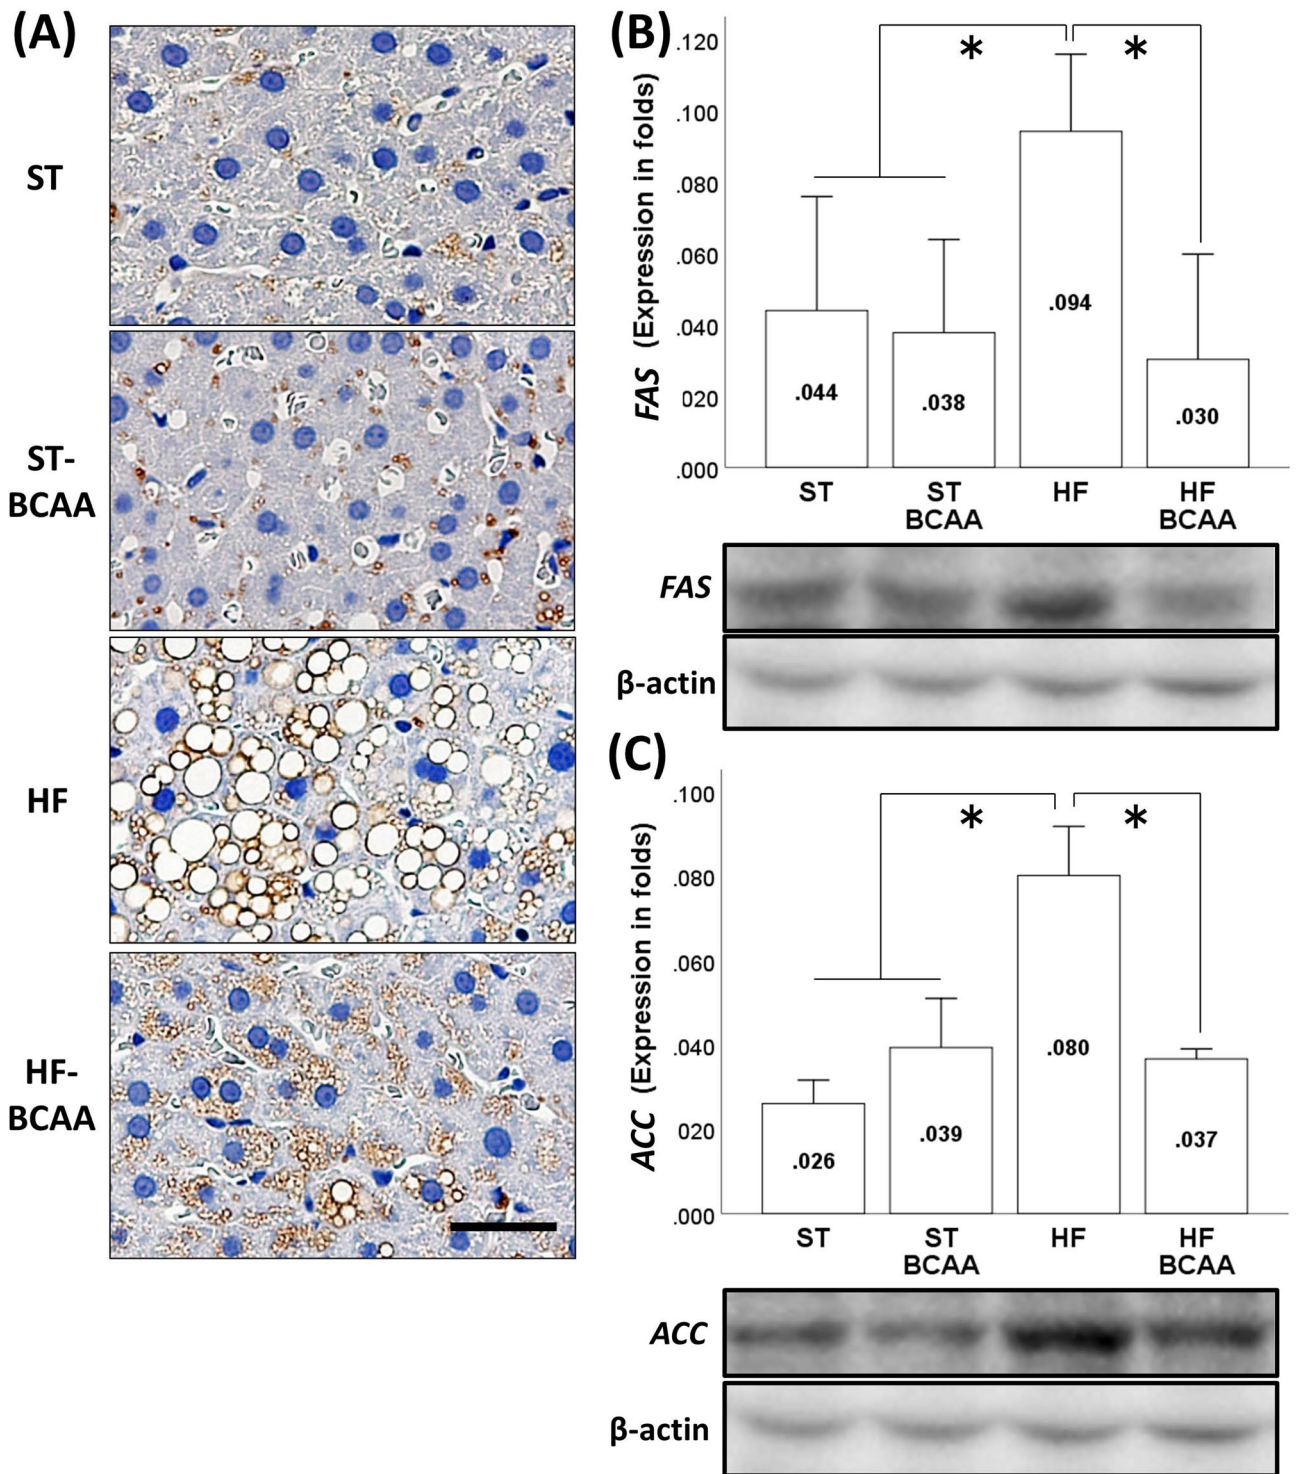 (A)
ST
ST-
BCAA
HF
HF-
BCAA
(B)
FAS (Expression in folds)
.120
.100
.080
.060
.040
020
.000
*
*
.044
.038
.094
.030
ST
ST
BCAA
HF
HF
BCAA
FAS
β-actin
(C)
ACC (Expression in folds)
.100
.080
.060
.040
020
.000
*
*
.026
.039
.080
.037
ST
ST
BCAA
HF
HF
BCAA
ACC
β-actin